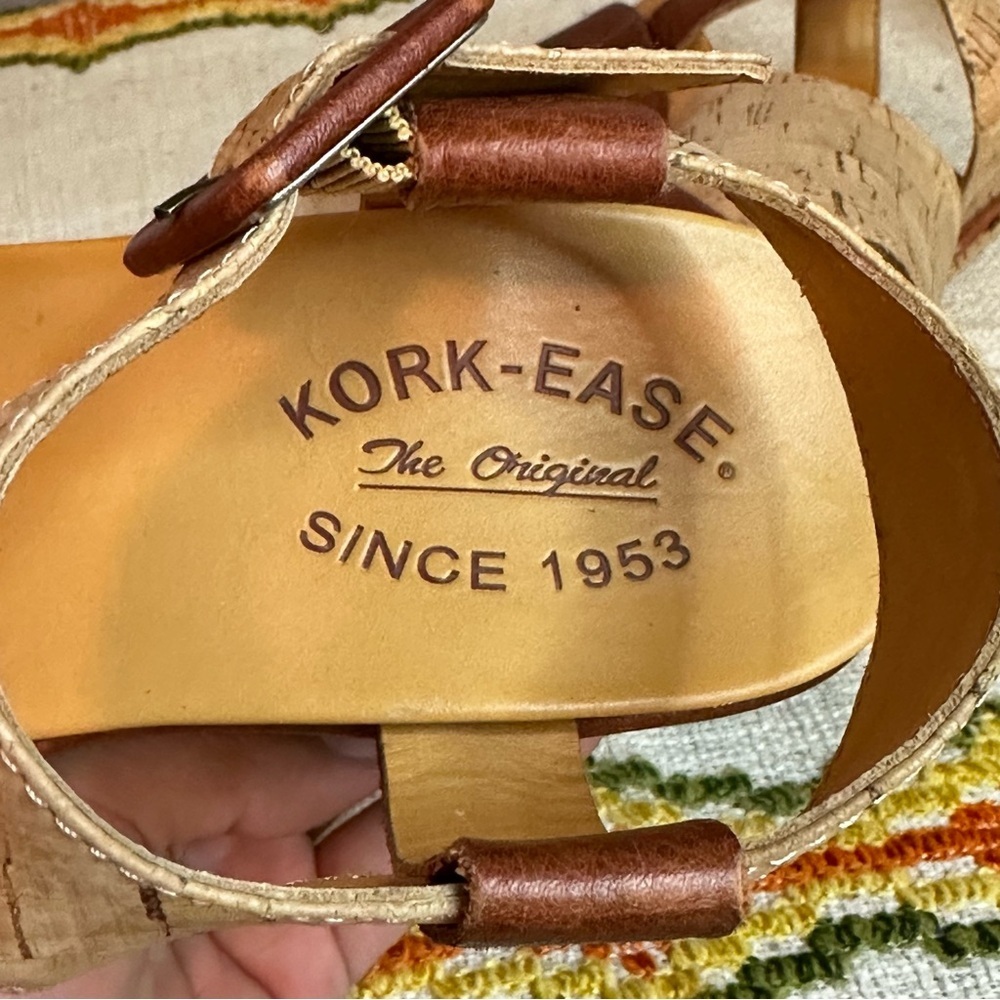 KORK-EASE®
The Original
SINCE 1953